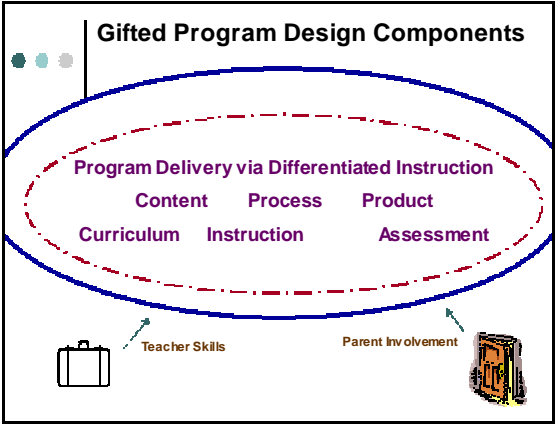 Gifted Program Design Components
Program Delivery via Differentiated Instruction
Content Process Product
Curriculum Instruction Assessment
Teacher Skills
Parent Involvement